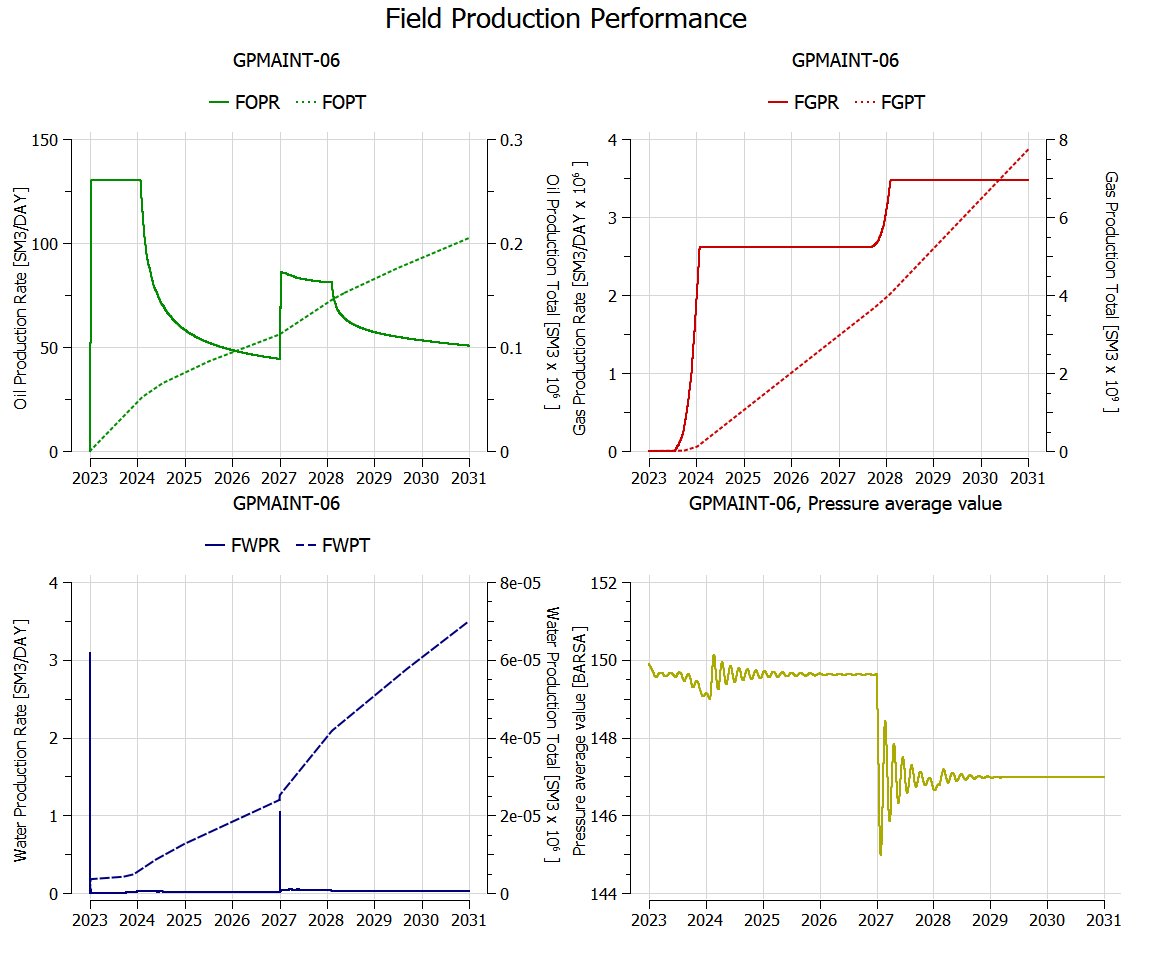 Field Production Performance
GPMAINT-06
FOPR FOPT
150
100
50
0
0.3
0.2
0.1
0
Oil Production Rate [SM3/DAY]
Oil Production Total [SM3 x 10⁶ ]
2023 2024 2025 2026 2027 2028 2029 2030 2031
GPMAINT-06
FGPR FGPT
4
3
2
1
0
8
6
4
2
0
Gas Production Rate [SM3/DAY x 10⁶ ]
Gas Production Total [SM3 x 10⁹ ]
2023 2024 2025 2026 2027 2028 2029 2030 2031
GPMAINT-06
FWPR FWPT
4
3
2
1
0
8e-05
6e-05
4e-05
2e-05
0
Water Production Rate [SM3/DAY]
Water Production Total [SM3 x 10⁶ ]
2023 2024 2025 2026 2027 2028 2029 2030 2031
GPMAINT-06, Pressure average value
152
150
148
146
144
Pressure average value [BARSA]
2023 2024 2025 2026 2027 2028 2029 2030 2031